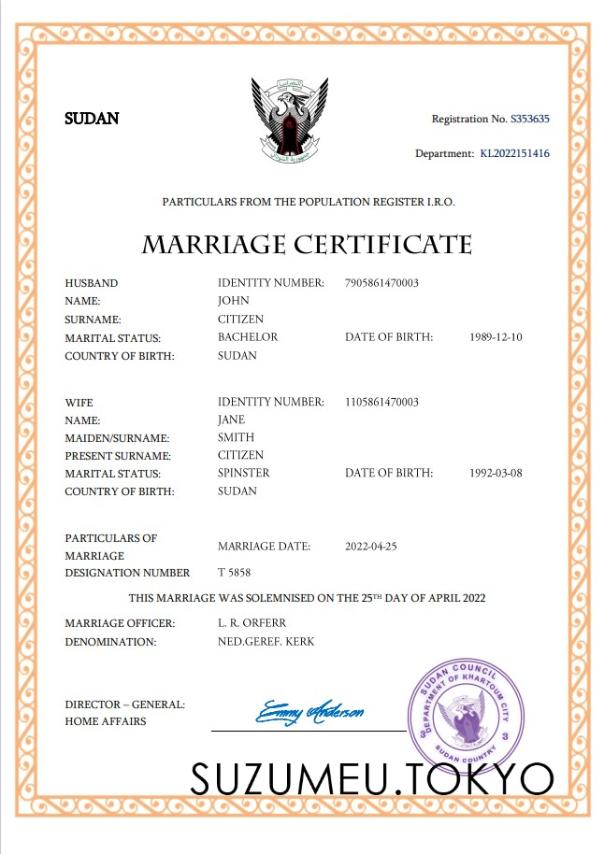 SUDAN
Registration No. S353635
Department: KL2022151416
PARTICULARS FROM THE POPULATION REGISTER I.R.O.
MARRIAGE CERTIFICATE
HUSBAND IDENTITY NUMBER: 7905861470003
NAME: JOHN
SURNAME: CITIZEN
MARITAL STATUS: BACHELOR DATE OF BIRTH: 1989-12-10
COUNTRY OF BIRTH: SUDAN
WIFE IDENTITY NUMBER: 1105861470003
NAME: JANE
MAIDEN/SURNAME: SMITH
PRESENT SURNAME: CITIZEN
MARITAL STATUS: SPINSTER DATE OF BIRTH: 1992-03-08
COUNTRY OF BIRTH: SUDAN
PARTICULARS OF
MARRIAGE MARRIAGE DATE: 2022-04-25
DESIGNATION NUMBER T 5858
THIS MARRIAGE WAS SOLEMNISED ON THE 25TH DAY OF APRIL 2022
MARRIAGE OFFICER: L. R. ORFERR
DENOMINATION: NED.GEREF. KERK
DIRECTOR – GENERAL:
HOME AFFAIRS
Emmy Anderson
SUDAN COUNCIL
DEPARTMENT OF KHARTOUM CITY
3 3
SUDAN COUNTRY
SUZUMEU.TOKYO